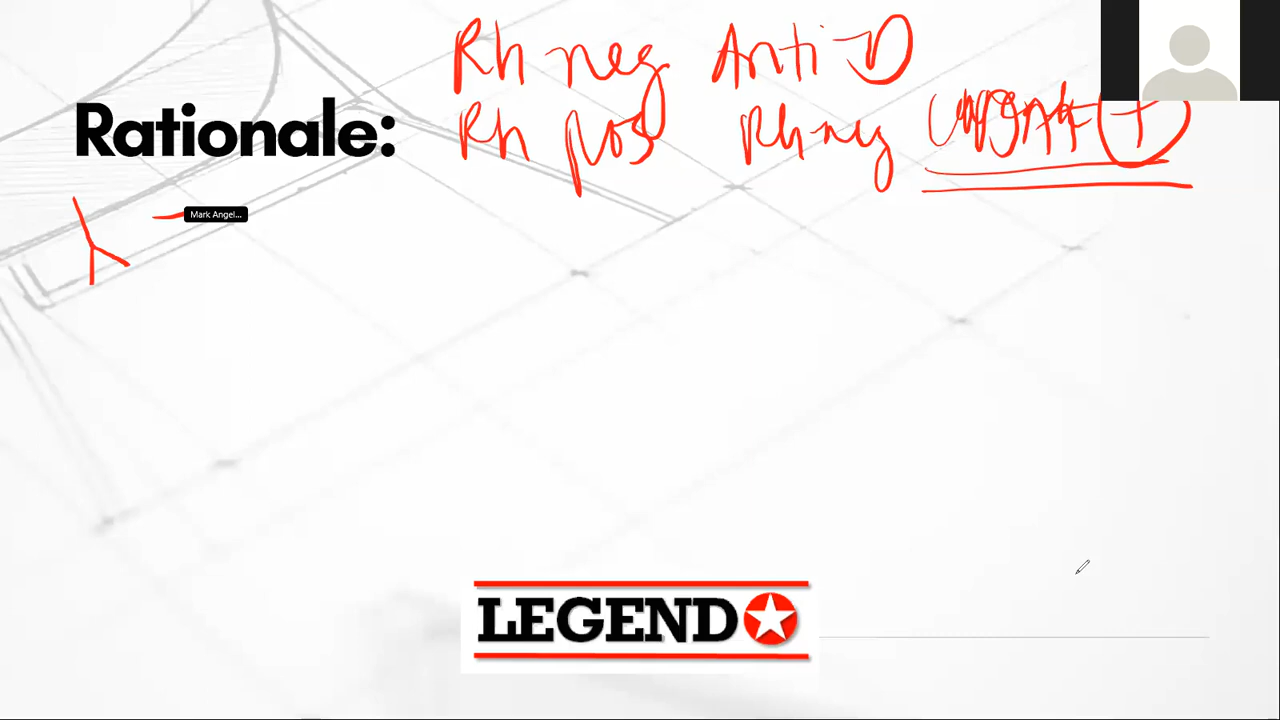 Rh neg Anti-D
Rationale:
Rh pos Rh neg
Mark Angel...
LEGEND